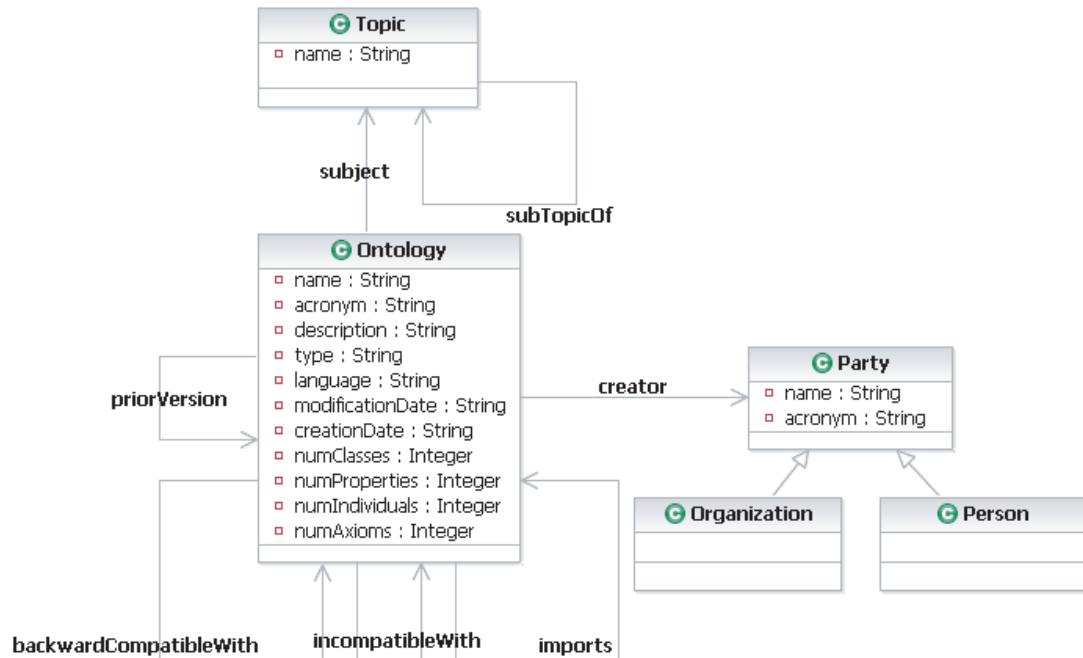 C Topic
name : String
subject
subTopicOf
C Ontology
name : String
acronym : String
description : String
type : String
language : String
modificationDate : String
creationDate : String
numClasses : Integer
numProperties : Integer
numIndividuals : Integer
numAxioms : Integer
priorVersion
creator
C Party
name : String
acronym : String
C Organization
C Person
backwardCompatibleWith
incompatibleWith
imports